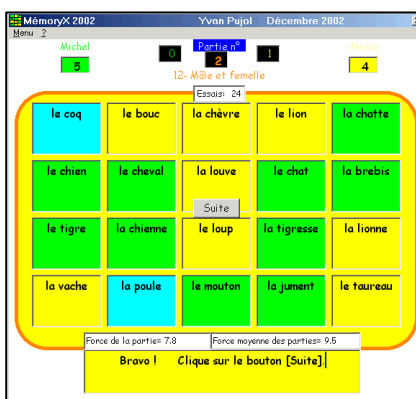 MémoryX 2002 Yvan Pujol Décembre 2002
Menu ?
Michel 0 Partie n° 1
5 2 4
12- Mâle et femelle
Essais: 24
le coq le bouc la chèvre le lion la chatte
le chien le cheval la louve le chat la brebis
Suite
le tigre la chienne le loup la tigresse la lionne
la vache la poule le mouton la jument le taureau
Force de la partie= 7.8 Force moyenne des parties= 9.5
Bravo ! Clique sur le bouton [Suite].